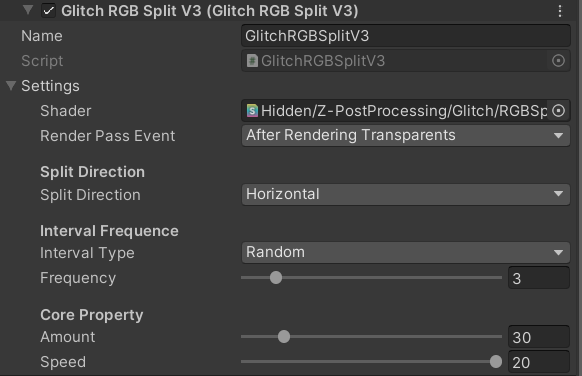 Glitch RGB Split V3 (Glitch RGB Split V3)
Name GlitchRGBSplitV3
Script GlitchRGBSplitV3
Settings
Shader Hidden/Z-PostProcessing/Glitch/RGBSp
Render Pass Event After Rendering Transparents
Split Direction
Split Direction Horizontal
Interval Frequence
Interval Type Random
Frequency 3
Core Property
Amount 30
Speed 20